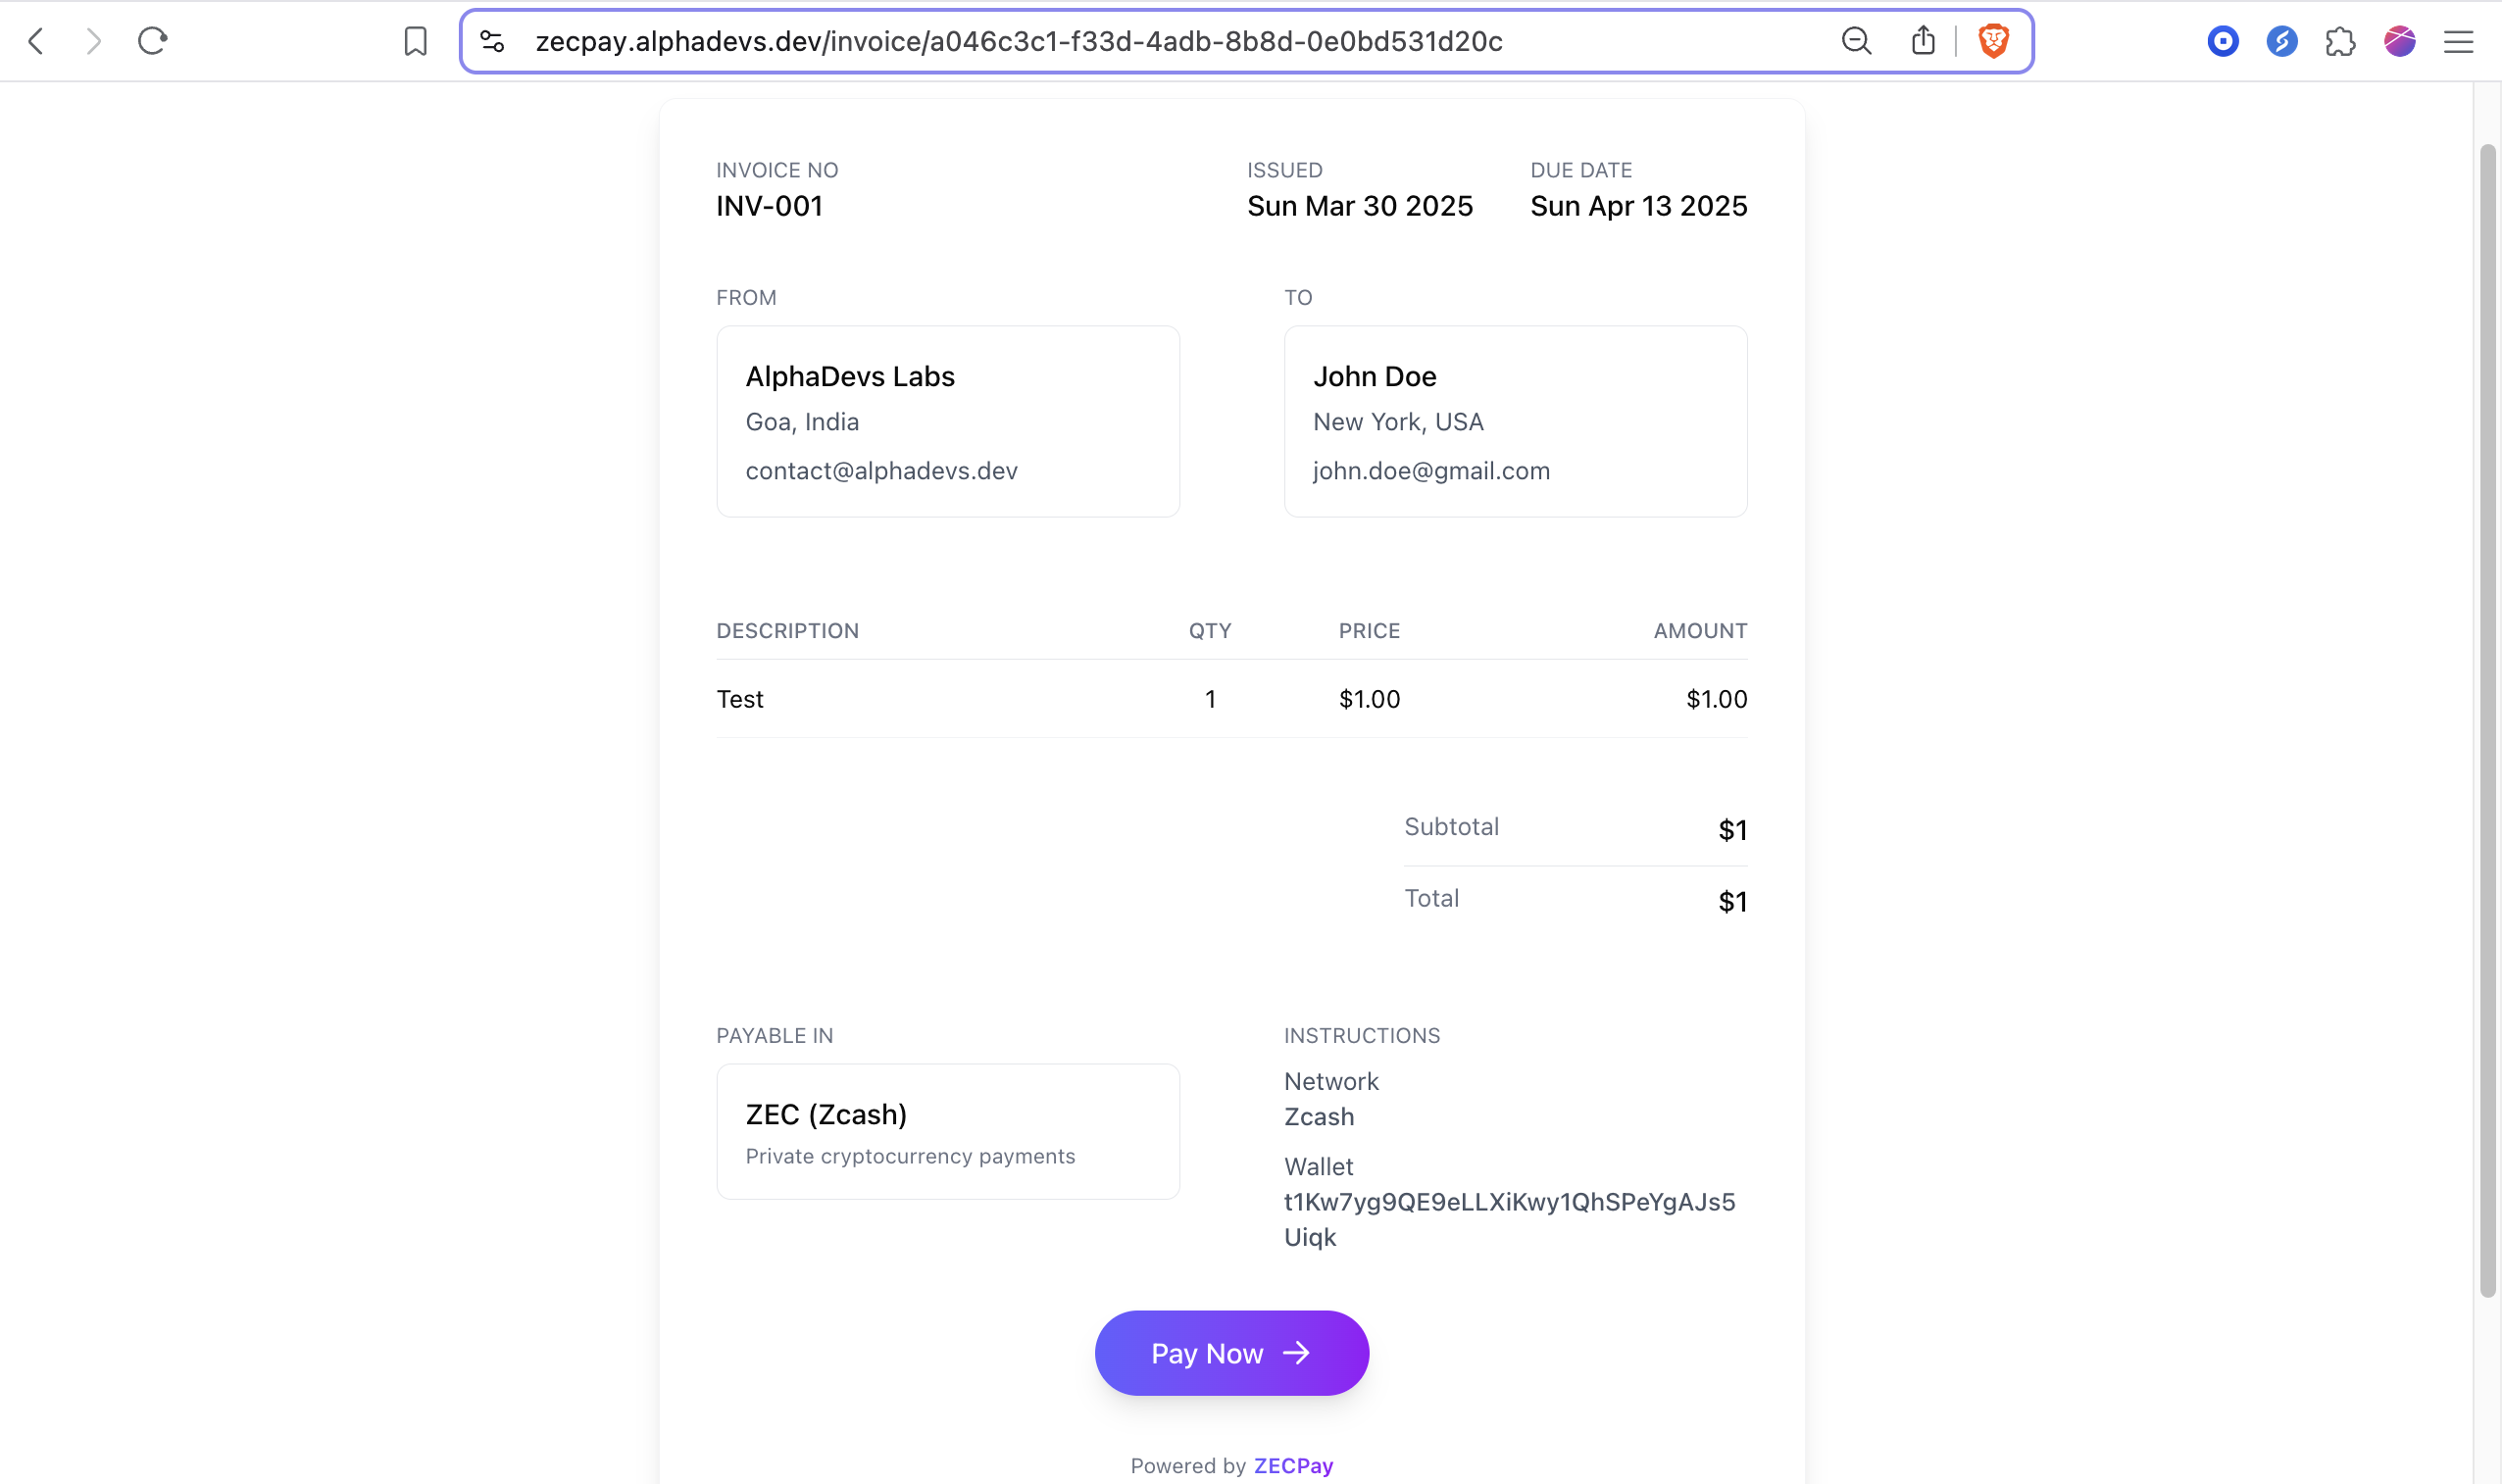 zecpay.alphadevs.dev/invoice/a046c3c1-f33d-4adb-8b8d-0e0bd531d20c
INVOICE NO
INV-001
ISSUED
Sun Mar 30 2025
DUE DATE
Sun Apr 13 2025
FROM
AlphaDevs Labs
Goa, India
contact@alphadevs.dev
TO
John Doe
New York, USA
john.doe@gmail.com
DESCRIPTION QTY PRICE AMOUNT
Test 1 $1.00 $1.00
Subtotal $1
Total $1
PAYABLE IN
ZEC (Zcash)
Private cryptocurrency payments
INSTRUCTIONS
Network
Zcash
Wallet
t1Kw7yg9QE9eLLXiKwy1QhSPeYgAJs5
Uiqk
Pay Now →
Powered by ZECPay